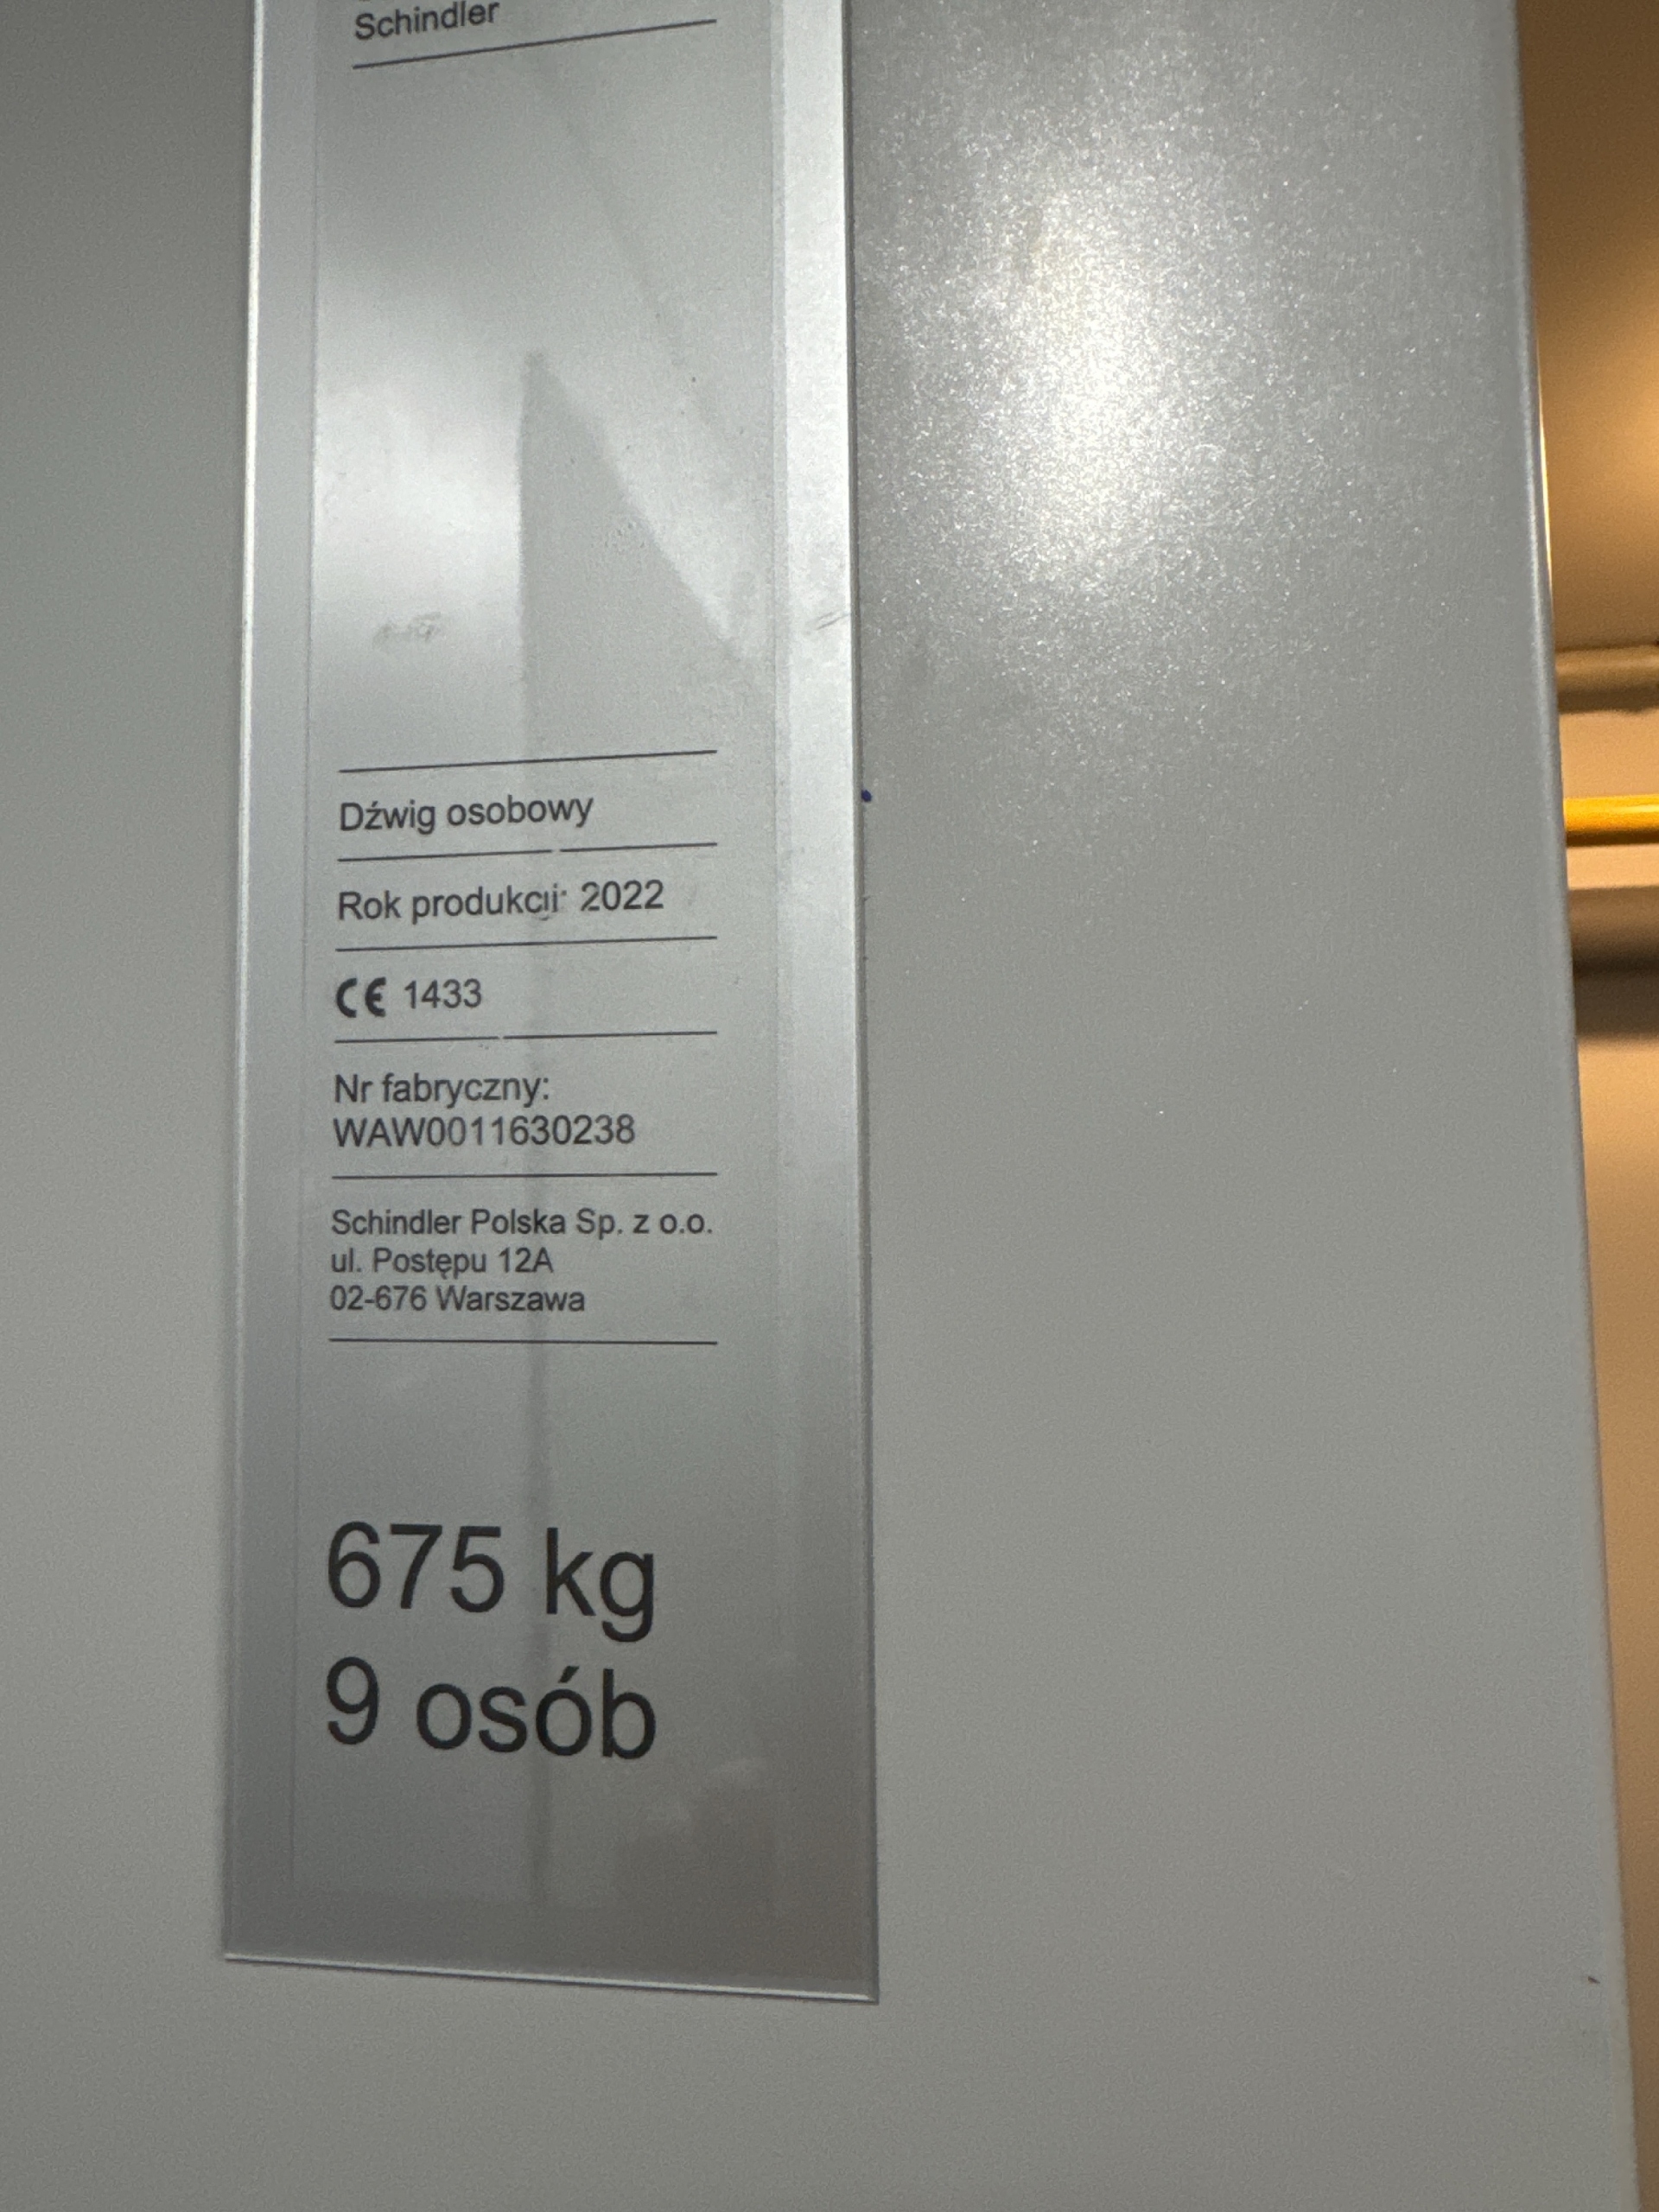 Schindler
Dźwig osobowy
Rok produkcji: 2022
CE 1433
Nr fabryczny:
WAW0011630238
Schindler Polska Sp. z o.o.
ul. Postępu 12A
02-676 Warszawa
675 kg
9 osób